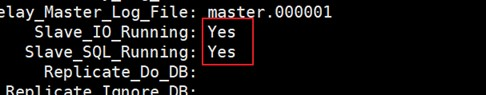 elay_Master_Log_File: master.000001
Slave_IO_Running: Yes
Slave_SQL_Running: Yes
Replicate_Do_DB:
Replicate_Ignore_DB: